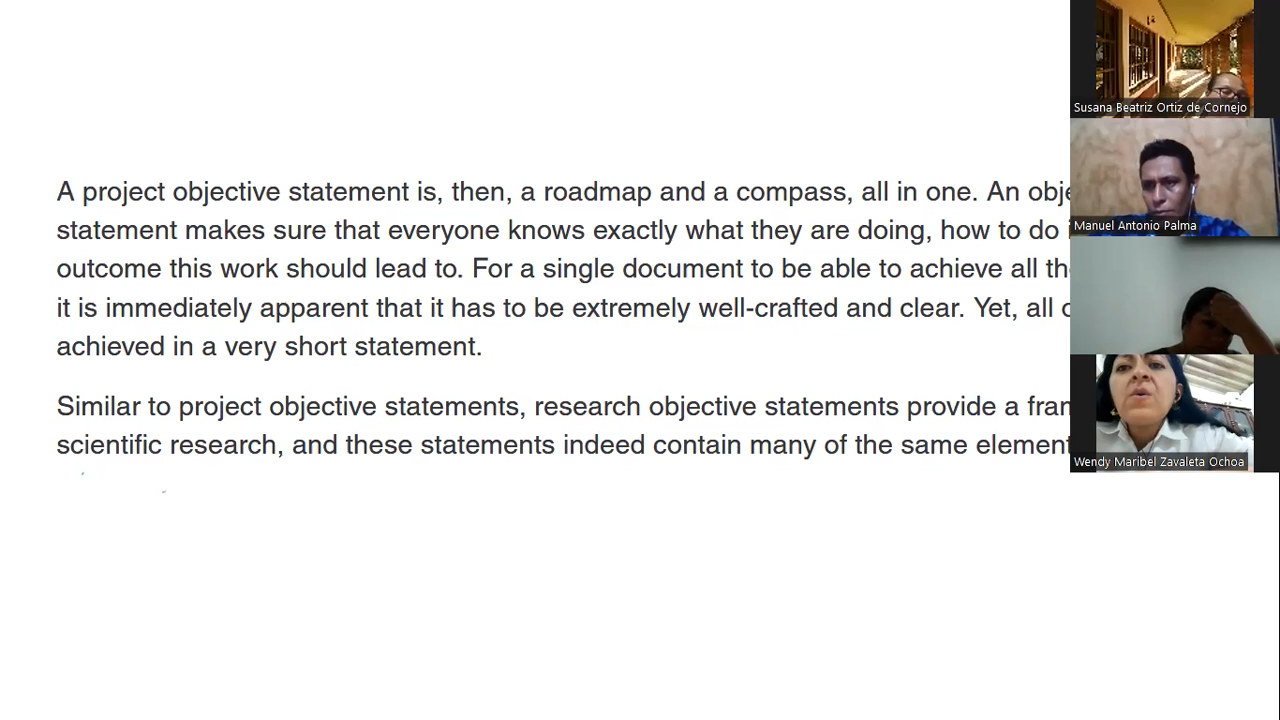 A project objective statement is, then, a roadmap and a compass, all in one. An
statement makes sure that everyone knows exactly what they are doing, how to do
outcome this work should lead to. For a single document to be able to achieve all
it is immediately apparent that it has to be extremely well-crafted and clear. Yet, all
achieved in a very short statement.
Similar to project objective statements, research objective statements provide a
scientific research, and these statements indeed contain many of the same
Susana Beatriz Ortiz de Cornejo
Manuel Antonio Palma
Wendy Maribel Zavaleta Ochoa